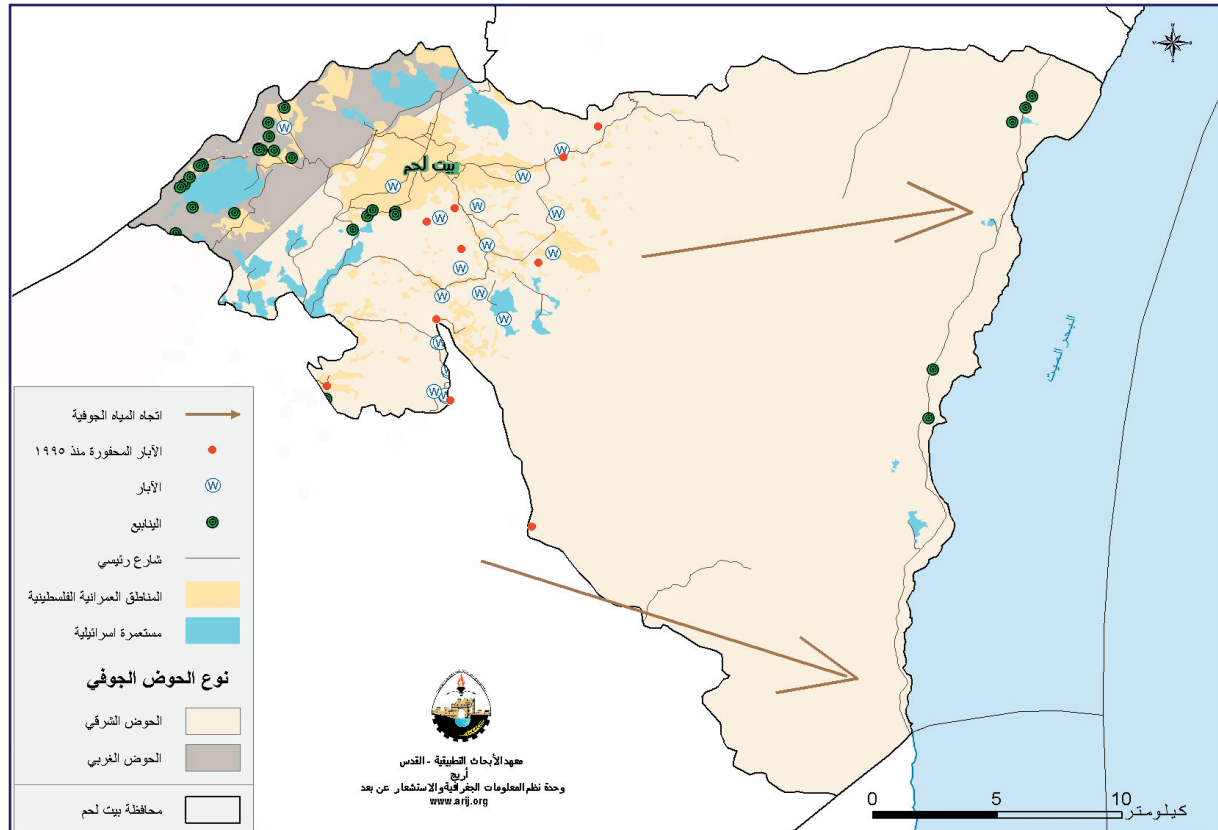 بيت لحم
البحر الميت
اتجاه المياه الجوفية
الآبار المحفورة منذ ١٩٩٥
W الآبار
الينابيع
شارع رئيسي
المناطق العمرانية الفلسطينية
مستعمرة اسرائيلية
نوع الحوض الجوفي
الحوض الشرقي
الحوض الغربي
محافظة بيت لحم
معهد الأبحاث التطبيقية - القدس
أريج
وحدة نظم المعلومات الجغرافية والاستشعار عن بعد
www.arij.org
0 5 10
كيلومتر